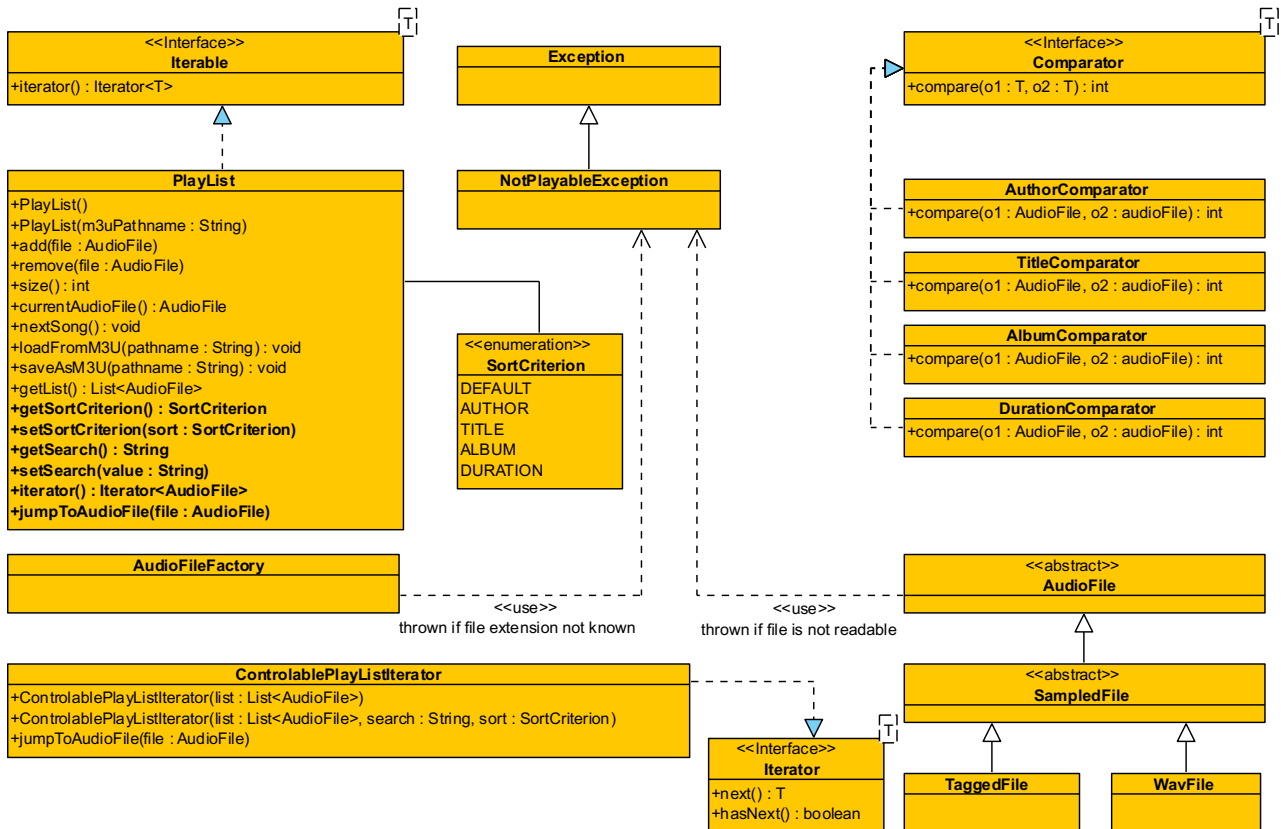 T
<<Interface>>
Iterable
+iterator() : Iterator<T>
Exception
T
<<Interface>>
Comparator
+compare(o1 : T, o2 : T) : int
PlayList
+PlayList()
+PlayList(m3uPathname : String)
+add(file : AudioFile)
+remove(file : AudioFile)
+size() : int
+currentAudioFile() : AudioFile
+nextSong() : void
+loadFromM3U(pathname : String) : void
+saveAsM3U(pathname : String) : void
+getList() : List<AudioFile>
+getSortCriterion() : SortCriterion
+setSortCriterion(sort : SortCriterion)
+getSearch() : String
+setSearch(value : String)
+iterator() : Iterator<AudioFile>
+jumpToAudioFile(file : AudioFile)
NotPlayableException
<<enumeration>>
SortCriterion
DEFAULT
AUTHOR
TITLE
ALBUM
DURATION
AuthorComparator
+compare(o1 : AudioFile, o2 : audioFile) : int
TitleComparator
+compare(o1 : AudioFile, o2 : audioFile) : int
AlbumComparator
+compare(o1 : AudioFile, o2 : audioFile) : int
DurationComparator
+compare(o1 : AudioFile, o2 : audioFile) : int
AudioFileFactory
<<use>>
thrown if file extension not known
<<use>>
thrown if file is not readable
<<abstract>>
AudioFile
ControlablePlayListIterator
+ControlablePlayListIterator(list : List<AudioFile>)
+ControlablePlayListIterator(list : List<AudioFile>, search : String, sort : SortCriterion)
+jumpToAudioFile(file : AudioFile)
<<abstract>>
SampledFile
T
<<Interface>>
Iterator
+next() : T
+hasNext() : boolean
TaggedFile
WavFile